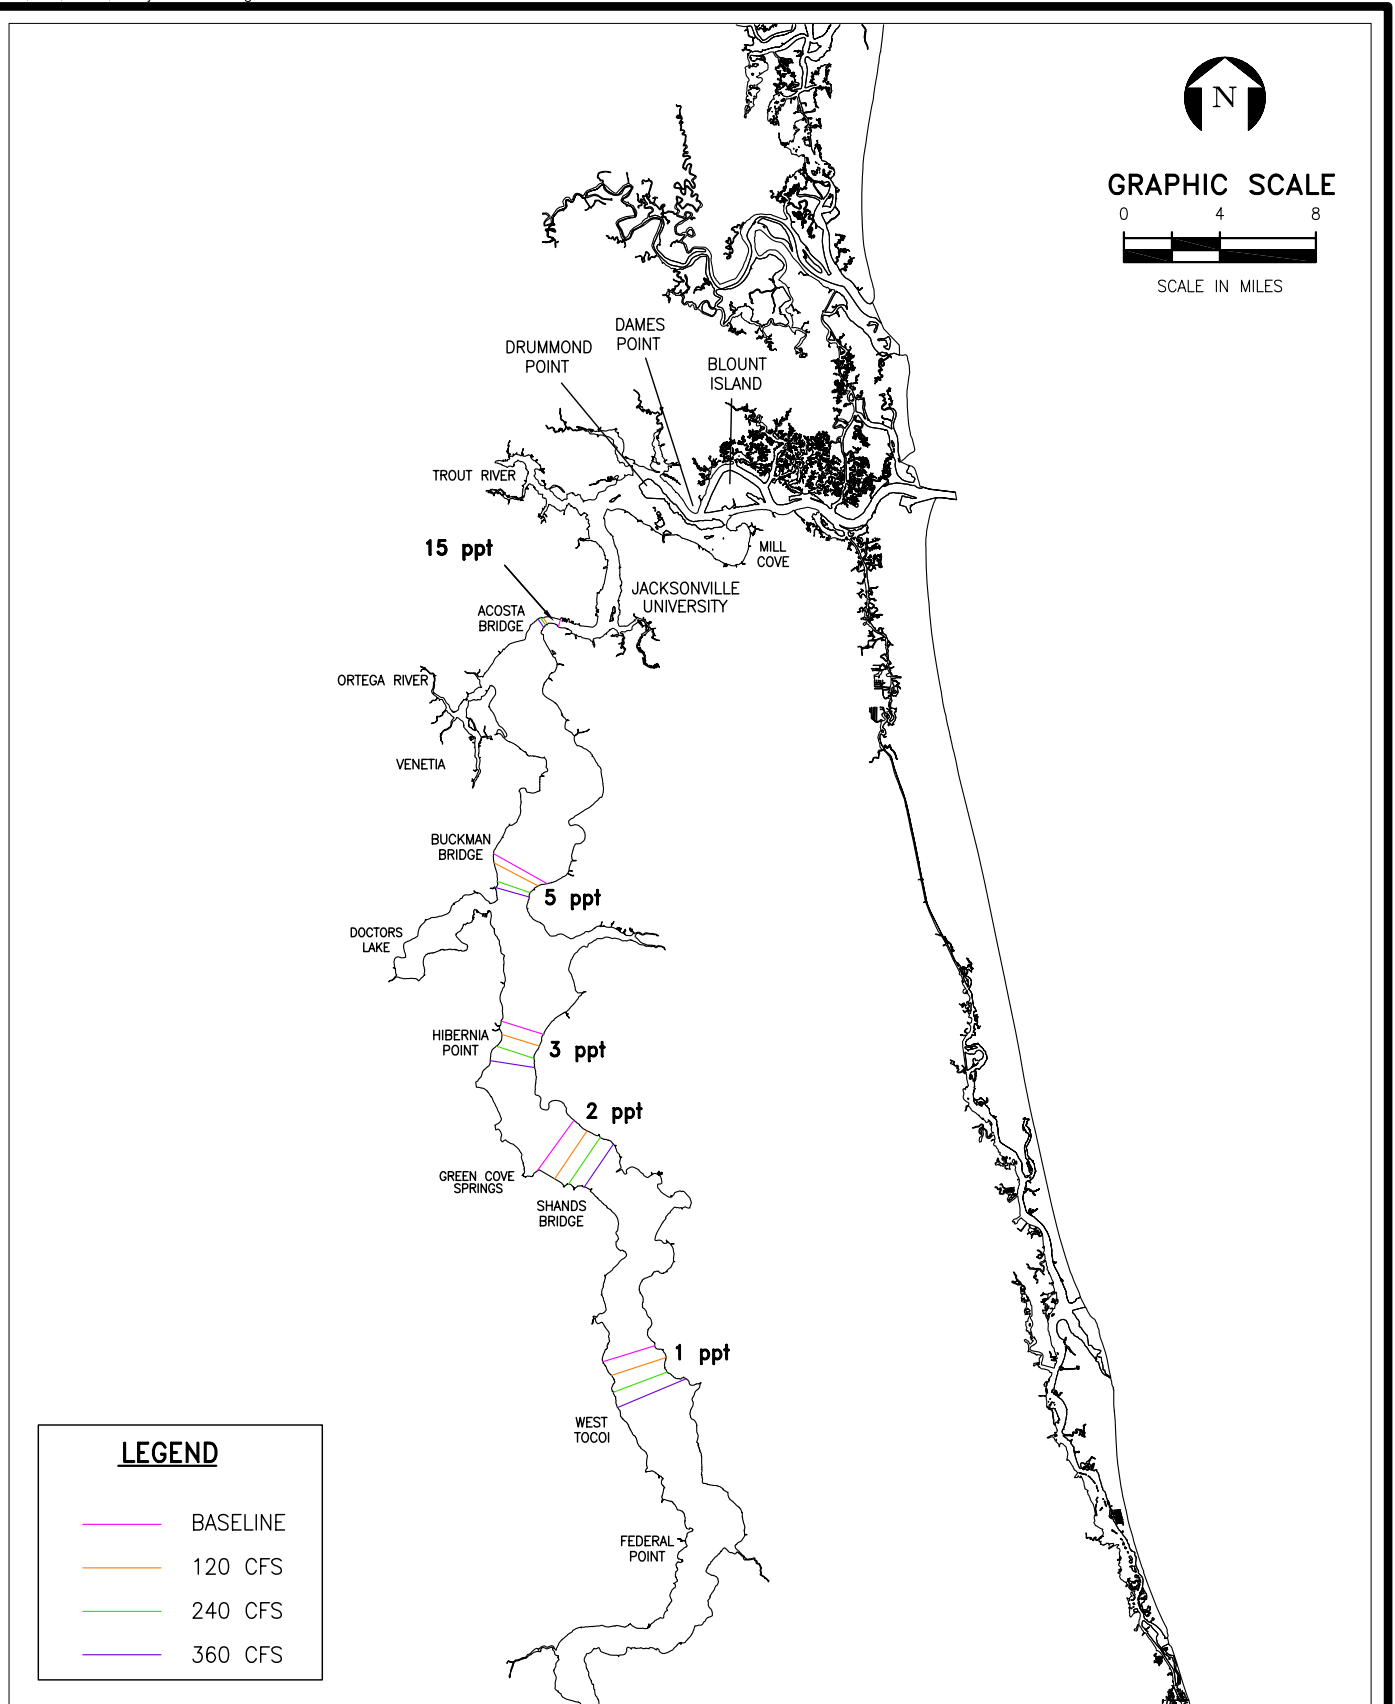 N
GRAPHIC SCALE
0 4 8
SCALE IN MILES
DAMES
POINT
DRUMMOND
POINT
BLOUNT
ISLAND
TROUT RIVER
15 ppt
MILL
COVE
JACKSONVILLE
UNIVERSITY
ACOSTA
BRIDGE
ORTEGA RIVER
VENETIA
BUCKMAN
BRIDGE
5 ppt
DOCTORS
LAKE
HIBERNIA
POINT
3 ppt
2 ppt
GREEN COVE
SPRINGS
SHANDS
BRIDGE
1 ppt
WEST
TOCOI
FEDERAL
POINT
LEGEND
BASELINE
120 CFS
240 CFS
360 CFS